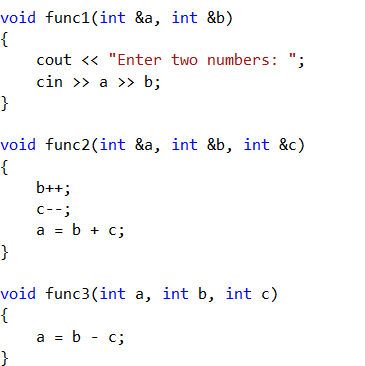 void func1(int &a, int &b)
{
    cout << "Enter two numbers: ";
    cin >> a >> b;
}

void func2(int &a, int &b, int &c)
{
    b++;
    c--;
    a = b + c;
}

void func3(int a, int b, int c)
{
    a = b - c;
}